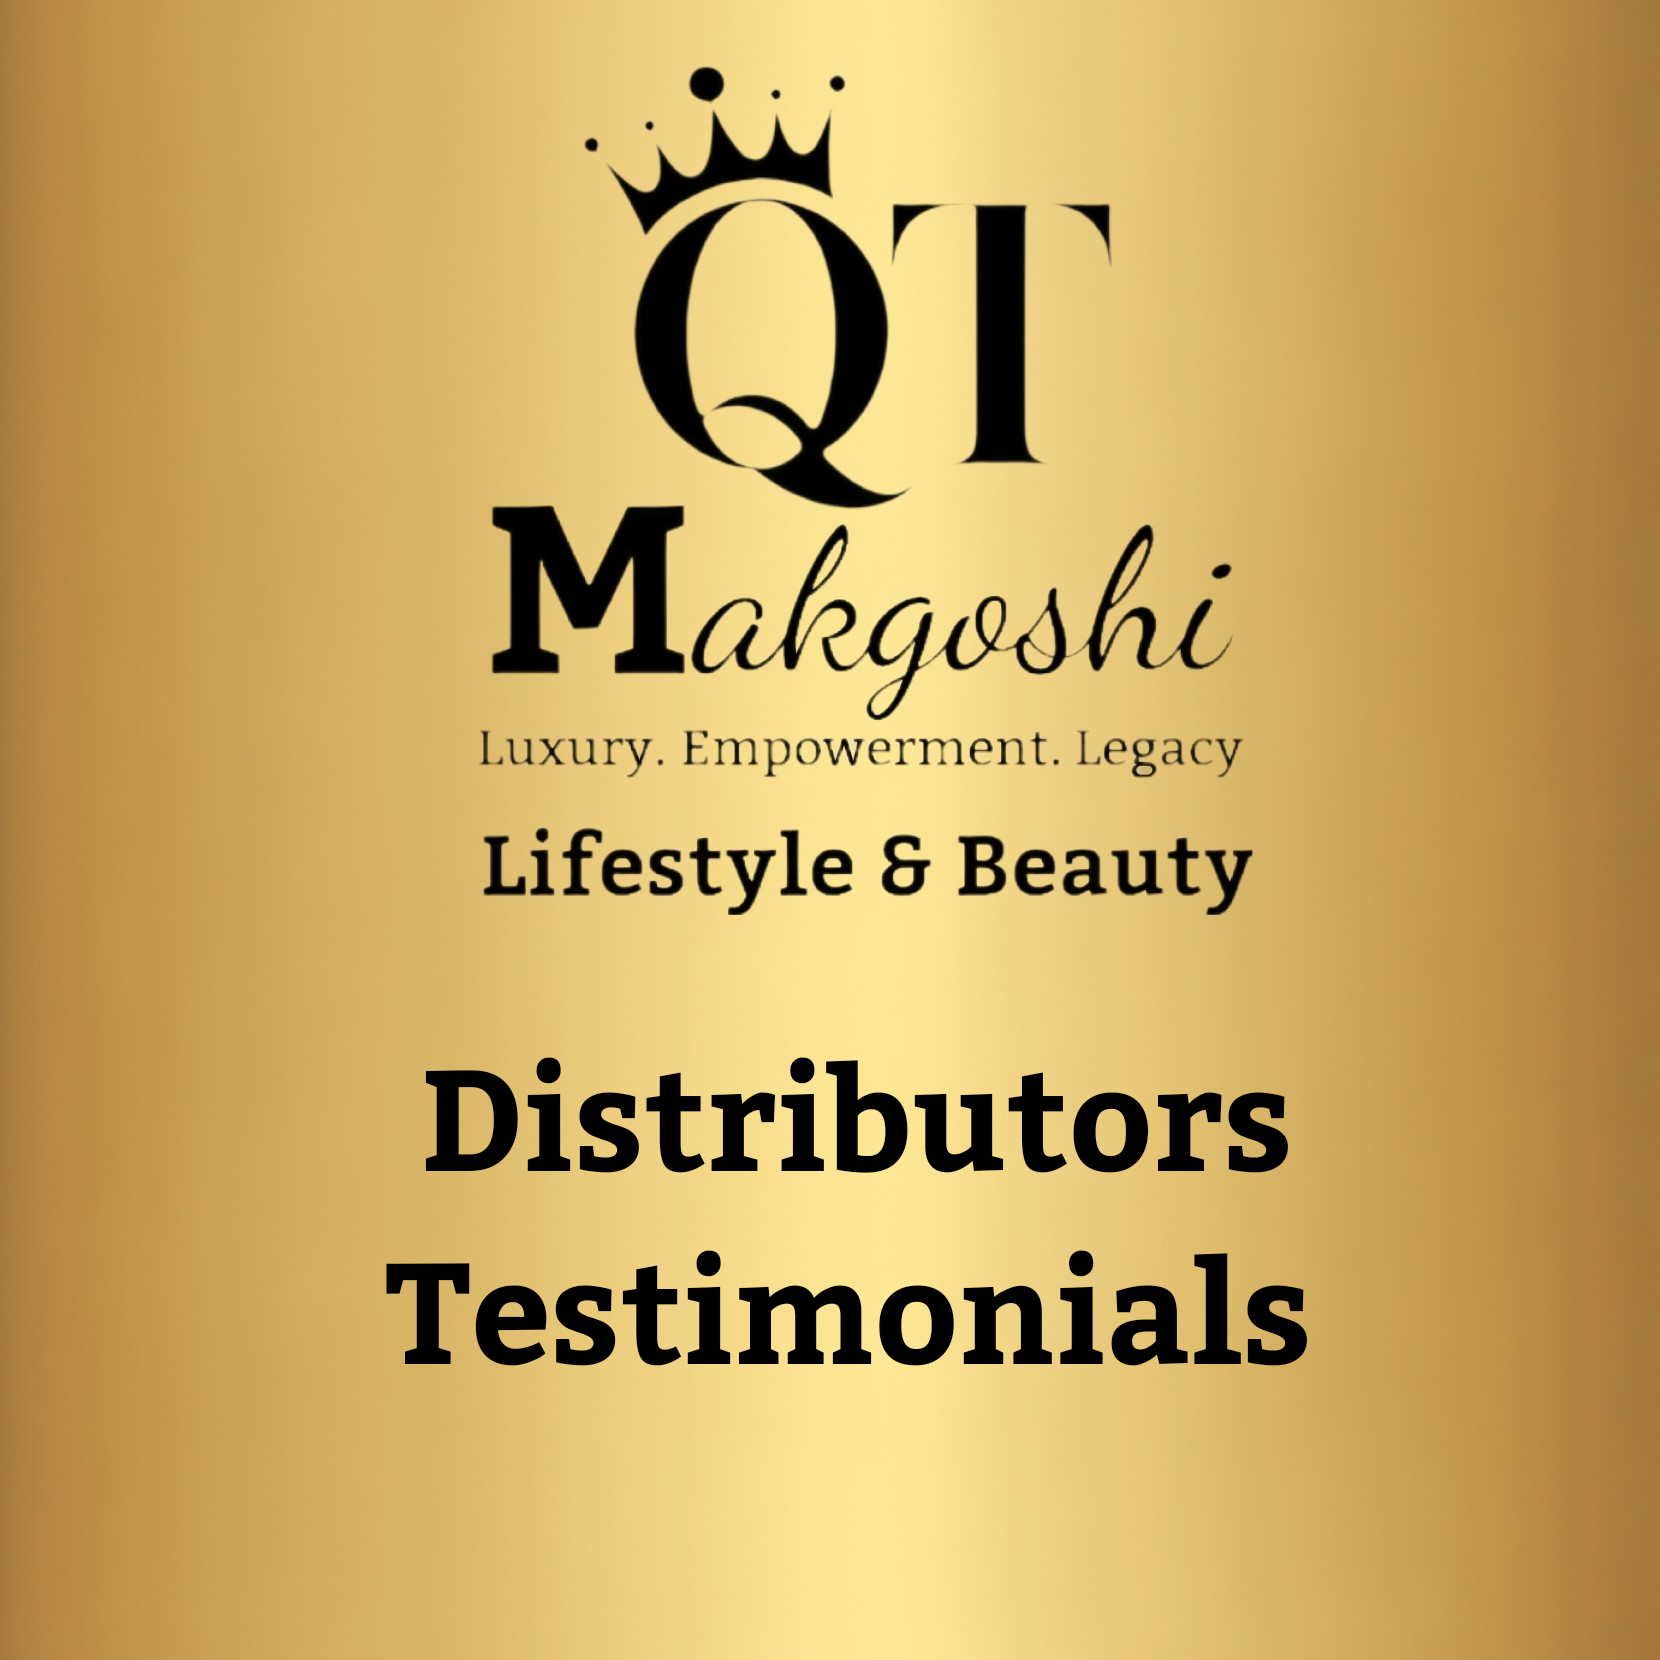 QT
Makgoshi
Luxury. Empowerment. Legacy
Lifestyle & Beauty
Distributors
Testimonials